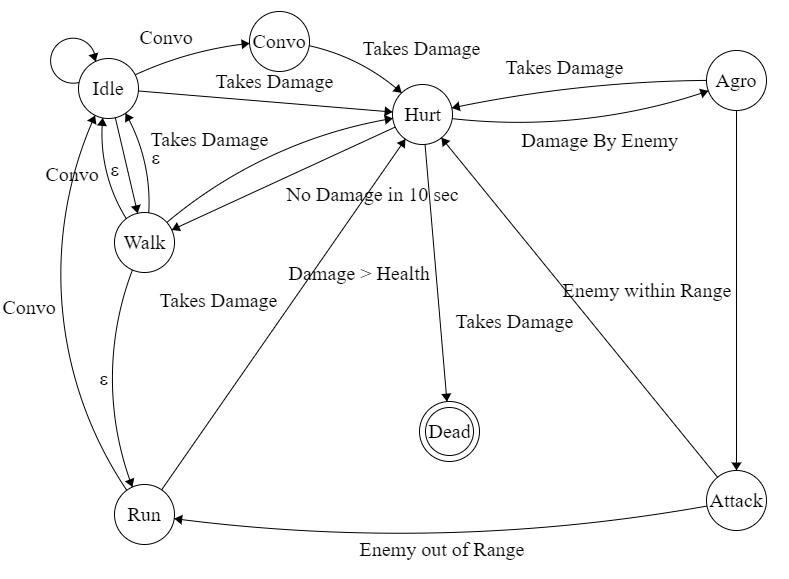 Convo
Convo
Takes Damage
Idle
Takes Damage
Takes Damage
Agro
Hurt
Takes Damage
ε
Damage By Enemy
Convo
ε
No Damage in 10 sec
Walk
Damage > Health
Enemy within Range
Takes Damage
Convo
Takes Damage
ε
Dead
Attack
Run
Enemy out of Range